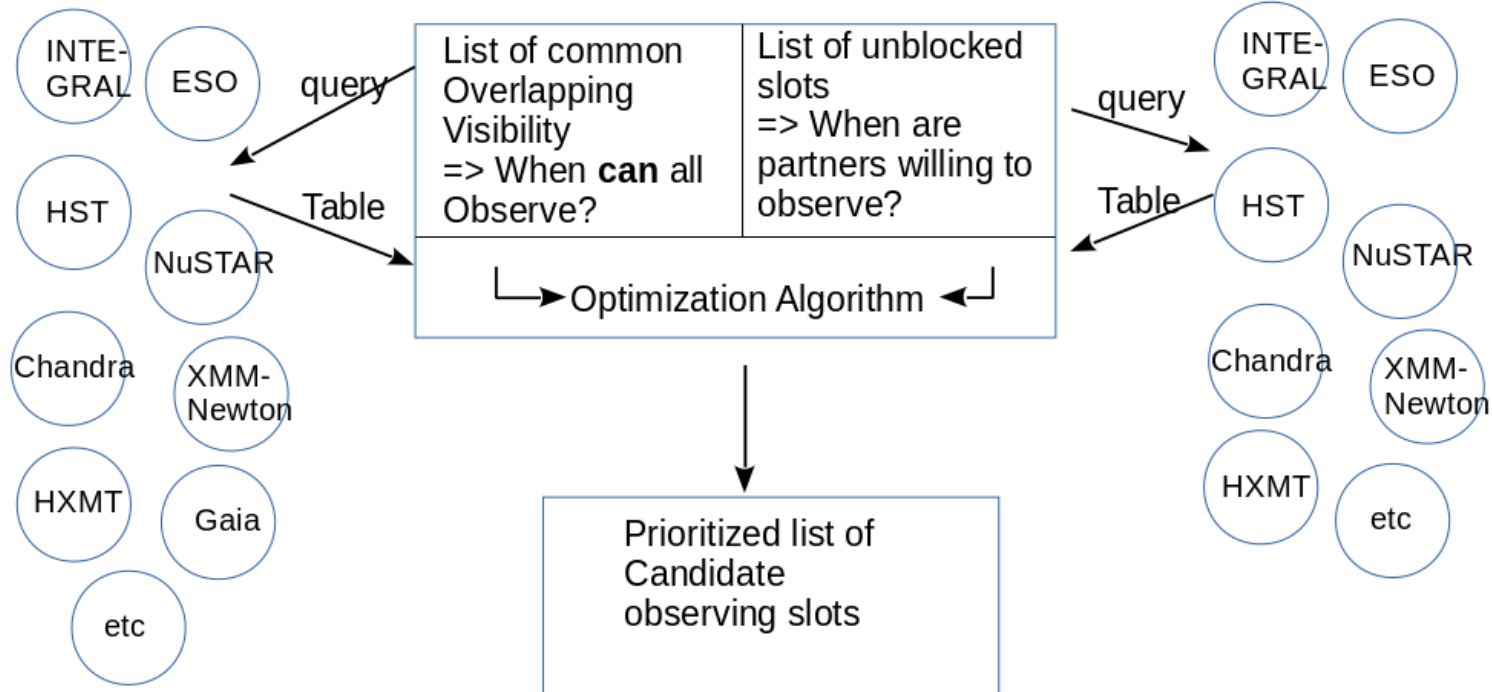 INTE-
GRAL
ESO
HST
NuSTAR
Chandra
XMM-
Newton
HXMT
Gaia
etc
query
Table
List of common
Overlapping
Visibility
=> When can all
Observe?
List of unblocked
slots
=> When are
partners willing to
observe?
Optimization Algorithm
Prioritized list of
Candidate
observing slots
query
Table
INTE-
GRAL
ESO
HST
NuSTAR
Chandra
XMM-
Newton
HXMT
etc